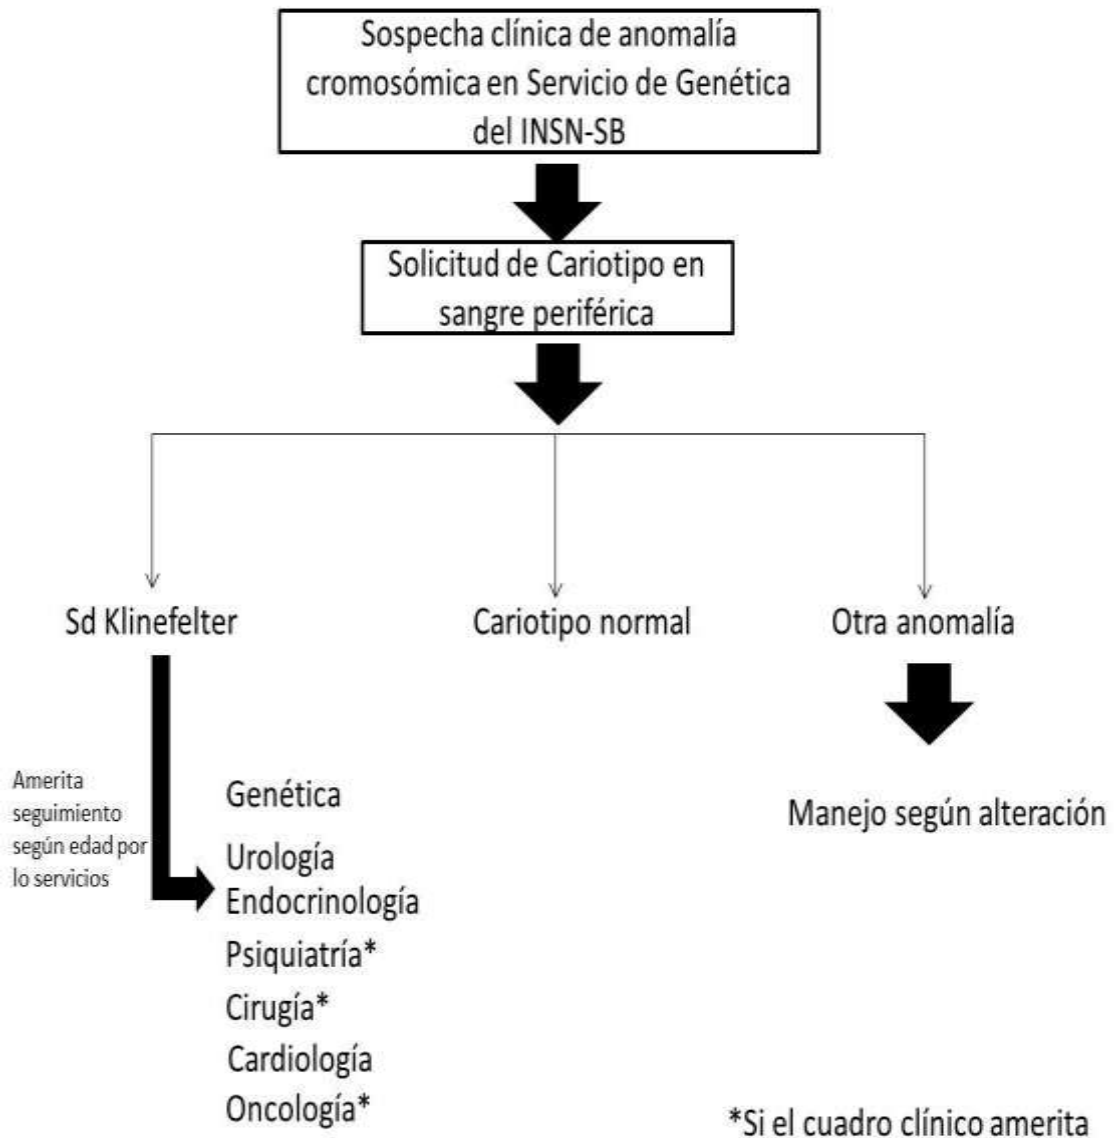 Sospecha clínica de anomalía
cromosómica en Servicio de Genética
del INSN-SB
Solicitud de Cariotipo en
sangre periférica
Sd Klinefelter
Cariotipo normal
Otra anomalía
Amerita
seguimiento
según edad por
lo servicios
Genética
Urología
Endocrinología
Psiquiatría*
Cirugía*
Cardiología
Oncología*
Manejo según alteración
*Si el cuadro clínico amerita